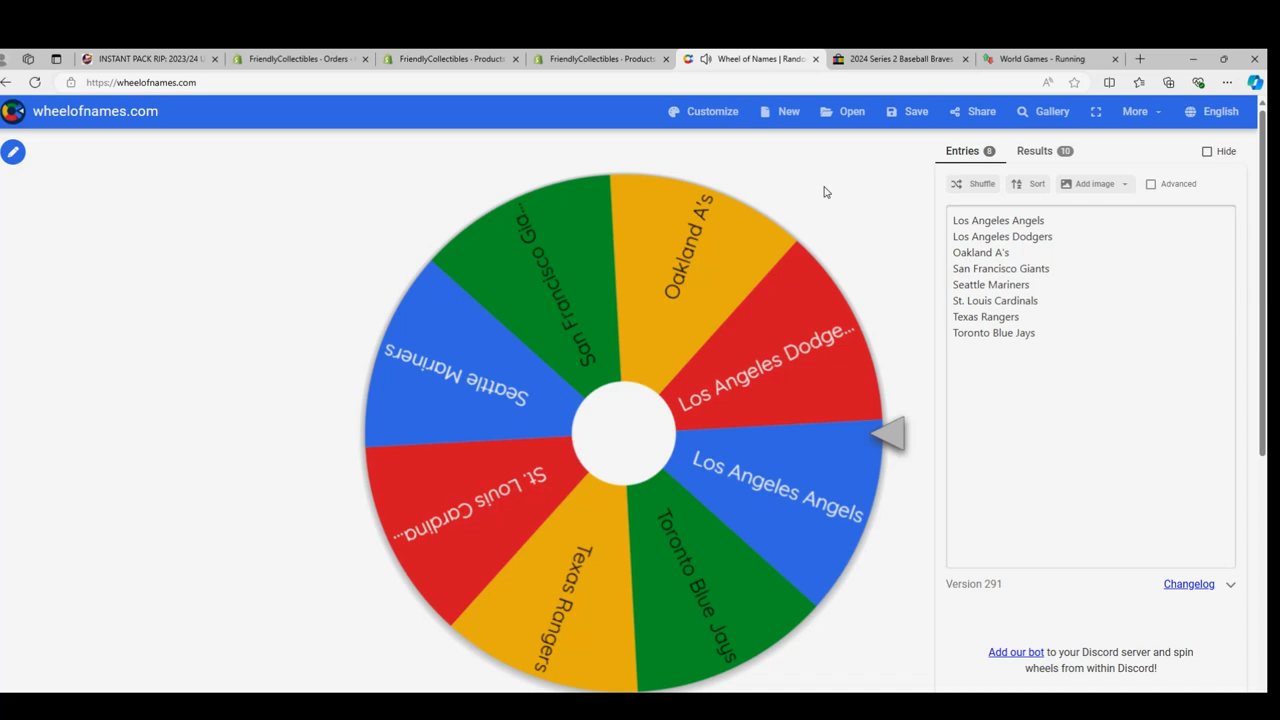 INSTANT PACK RIP: 2023/24 U
FriendlyCollectibles · Orders ·
FriendlyCollectibles · Products
FriendlyCollectibles · Products
Wheel of Names | Rando
2024 Series 2 Baseball Braves
World Games - Running
https://wheelofnames.com
wheelofnames.com
Customize
New
Open
Save
Share
Gallery
More
English
Entries 8
Results 10
Hide
Shuffle
Sort
Add image
Advanced
Los Angeles Angels
Los Angeles Dodgers
Oakland A's
San Francisco Giants
Seattle Mariners
St. Louis Cardinals
Texas Rangers
Toronto Blue Jays
San Francisco Gia...
Oakland A's
Los Angeles Dodge...
Los Angeles Angels
Toronto Blue Jays
Texas Rangers
St. Louis Cardina...
Seattle Mariners
Version 291
Changelog
Add our bot to your Discord server and spin
wheels from within Discord!